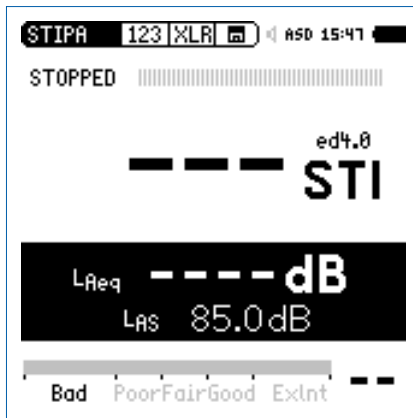 STIPA 123 XLR ASD 15:47
STOPPED
ed4.0
--- STI
LAeq ----dB
LAS 85.0dB
Bad Poor Fair Good Exlnt --